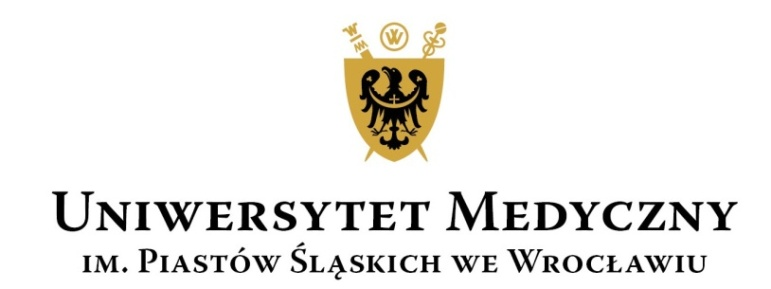 UNIWERSYTET MEDYCZNY
IM. PIASTÓW ŚLĄSKICH WE WROCŁAWIU